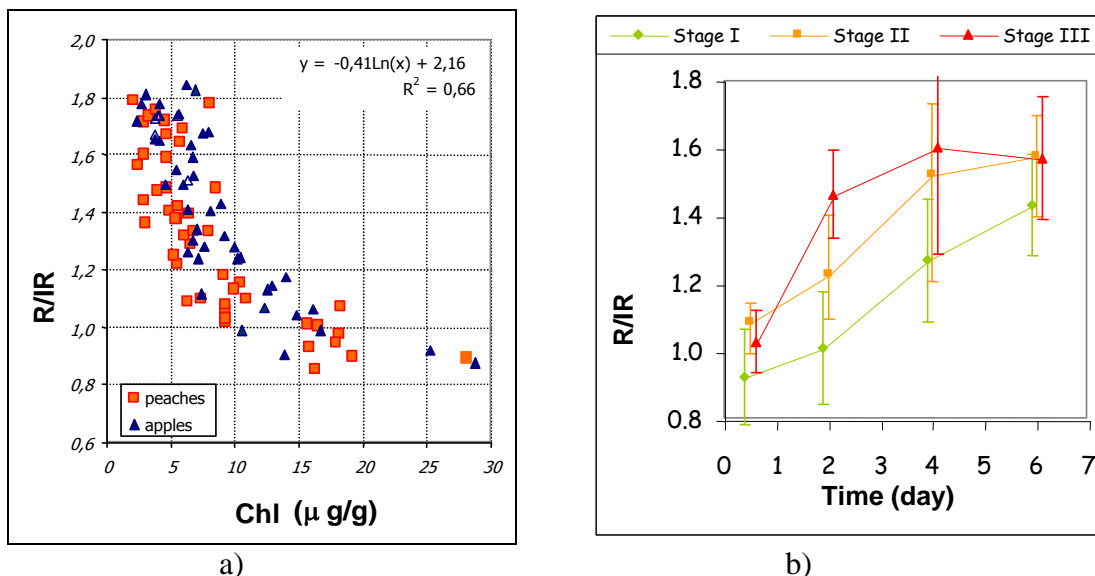 y = -0,41Ln(x) + 2,16
R² = 0,66
2,0
1,8
1,6
1,4
1,2
1,0
0,8
0,6
R/IR
peaches
apples
0 5 10 15 20 25 30
Chl (μ g/g)
a)
Stage I Stage II Stage III
1.8
1.6
1.4
1.2
1.0
0.8
R/IR
0 1 2 3 4 5 6 7
Time (day)
b)